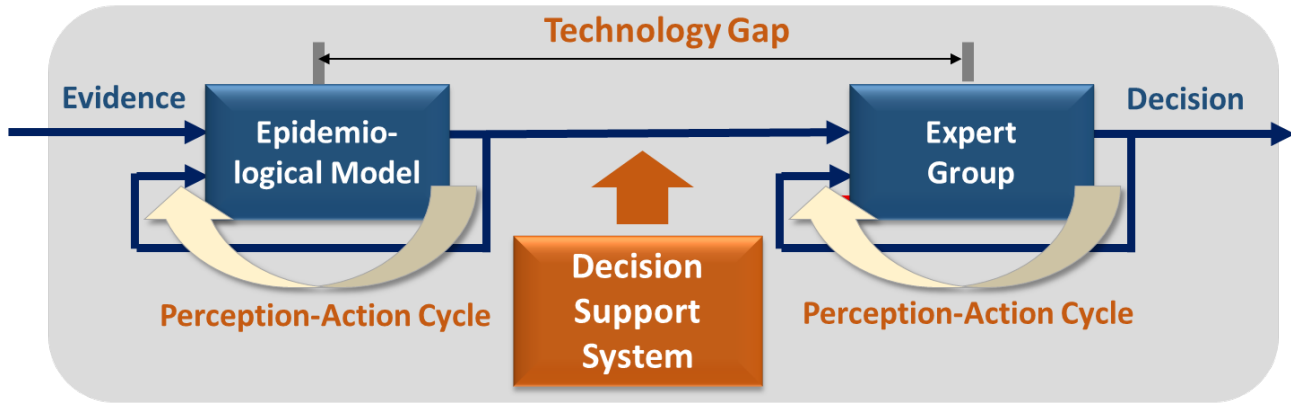 Technology Gap
Evidence
Decision
Epidemio-
logical Model
Expert
Group
Decision
Support
System
Perception-Action Cycle
Perception-Action Cycle